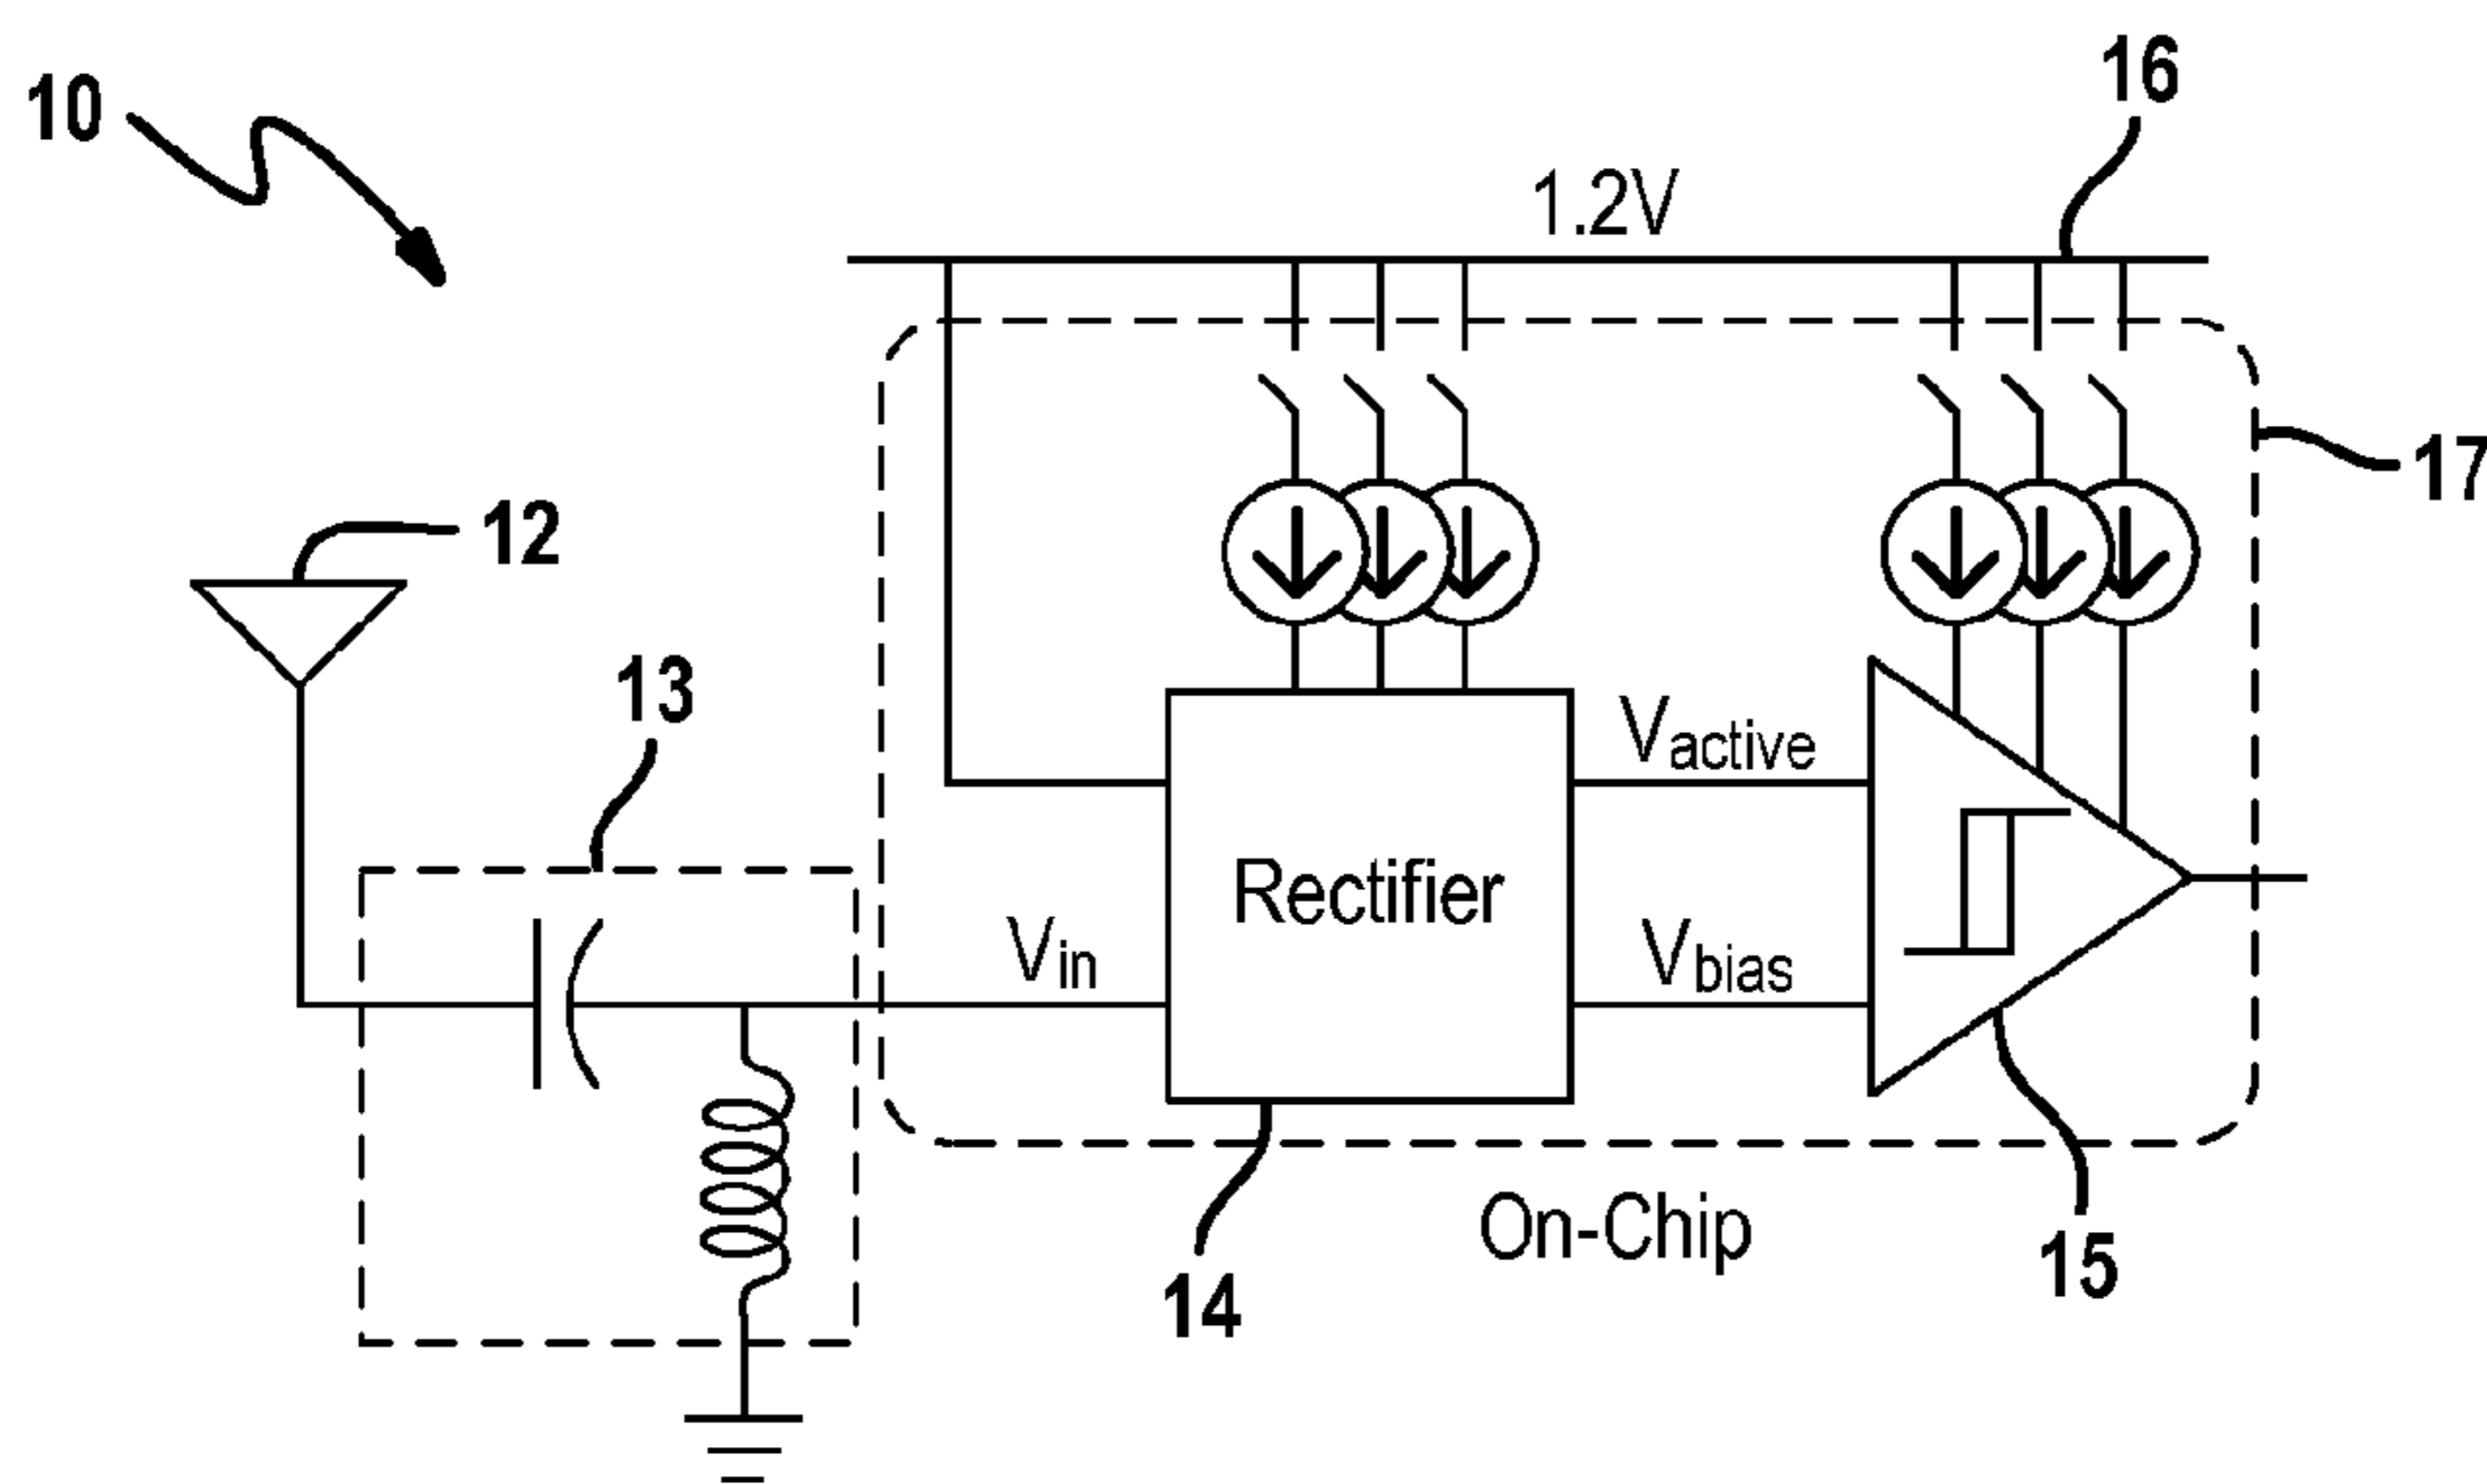 10
16
1.2V
17
12
13
Vactive
Rectifier
Vin
Vbias
On-Chip
14
15